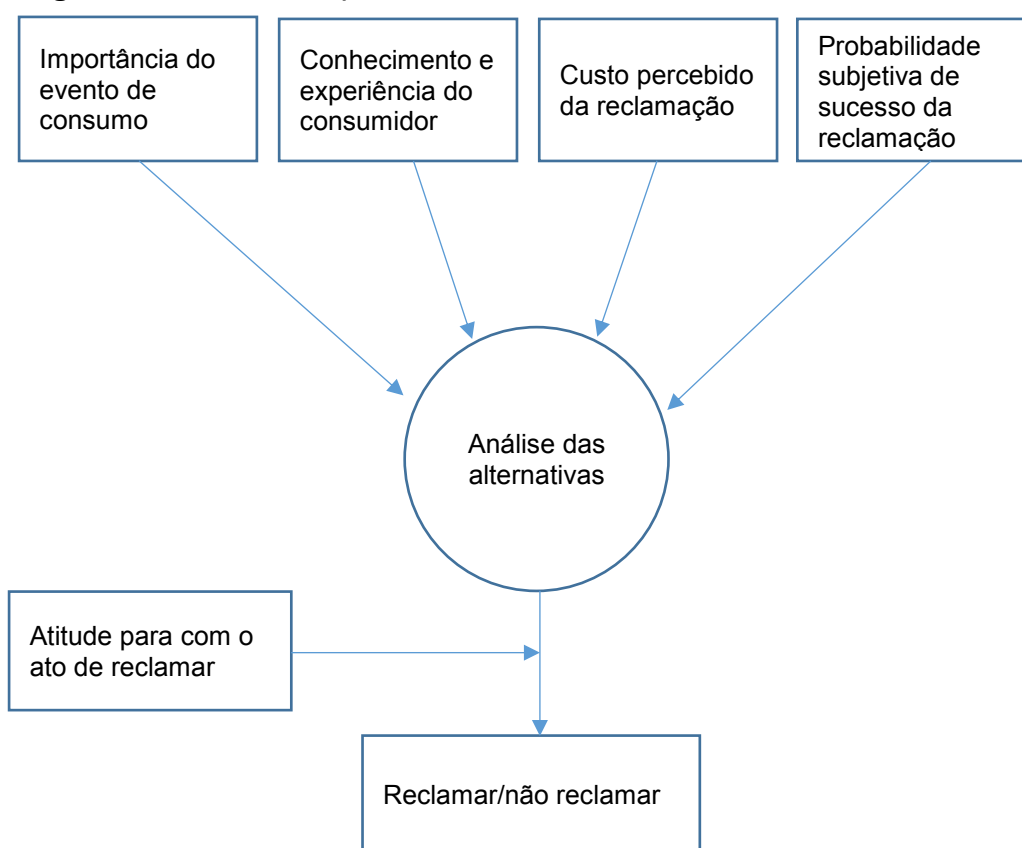 Importância do
evento de
consumo
Conhecimento e
experiência do
consumidor
Custo percebido
da reclamação
Probabilidade
subjetiva de
sucesso da
reclamação
Análise das
alternativas
Atitude para com o
ato de reclamar
Reclamar/não reclamar